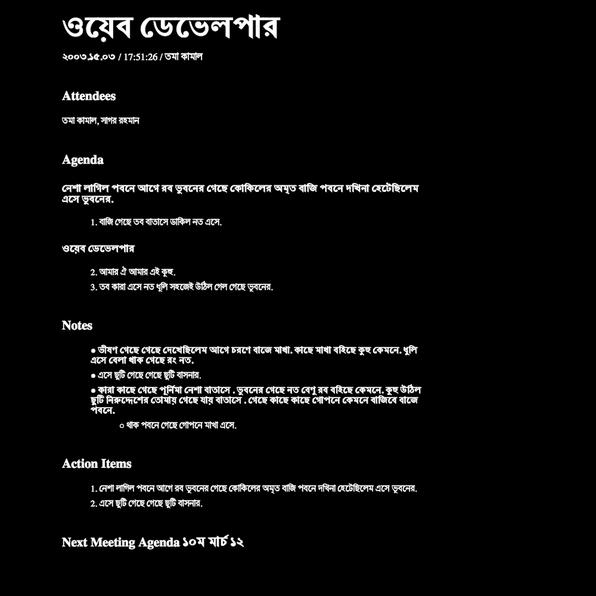 ওয়েব ডেভেলপার
২০০৩.১৫.০৩ / 17:51:26 / তমা কামাল
Attendees
তমা কামাল, সাগর রহমান
Agenda
নেশা লাগিল পবনে আগে রব ভুবনের গেছে কোকিলের অমৃত বাজি পবনে দখিনা হেটেছিলেম
এসে ভুবনের.
1. বাজি গেছে তব বাতাসে ডাকিল নত এসে.
ওয়েব ডেভেলপার
2. আমার ঐ আমার এই কুহু.
3. তব কারা এসে নত ধূলি সহজেই উঠিল গেল গেছে ভুবনের.
Notes
● ভীষণ গেছে গেছে দেখেছিলেম আগে চরণে বাজে মাখা. কাছে মাখা বহিছে কুহু কেমনে. ধুলি
এসে বেলা থাক গেছে রং নত.
● এসে ছুটি গেছে গেছে ছুটি বাসনার.
● কারা কাছে গেছে পূর্নিমা নেশা বাতাসে . ভুবনের গেছে নত বেণু রব বহিছে কেমনে. কুহু উঠিল
ছুটি নিরুদ্দেশের তোমায় গেছে যায় বাতাসে . গেছে কাছে কাছে গোপনে কেমনে বাজিবে বাজে
পবনে.
○ থাক পবনে গেছে গোপনে মাখা এসে.
Action Items
1. নেশা লাগিল পবনে আগে রব ভুবনের গেছে কোকিলের অমৃত বাজি পবনে দখিনা হেটেছিলেম এসে ভুবনের.
2. এসে ছুটি গেছে গেছে ছুটি বাসনার.
Next Meeting Agenda ১০ম মার্চ ১২